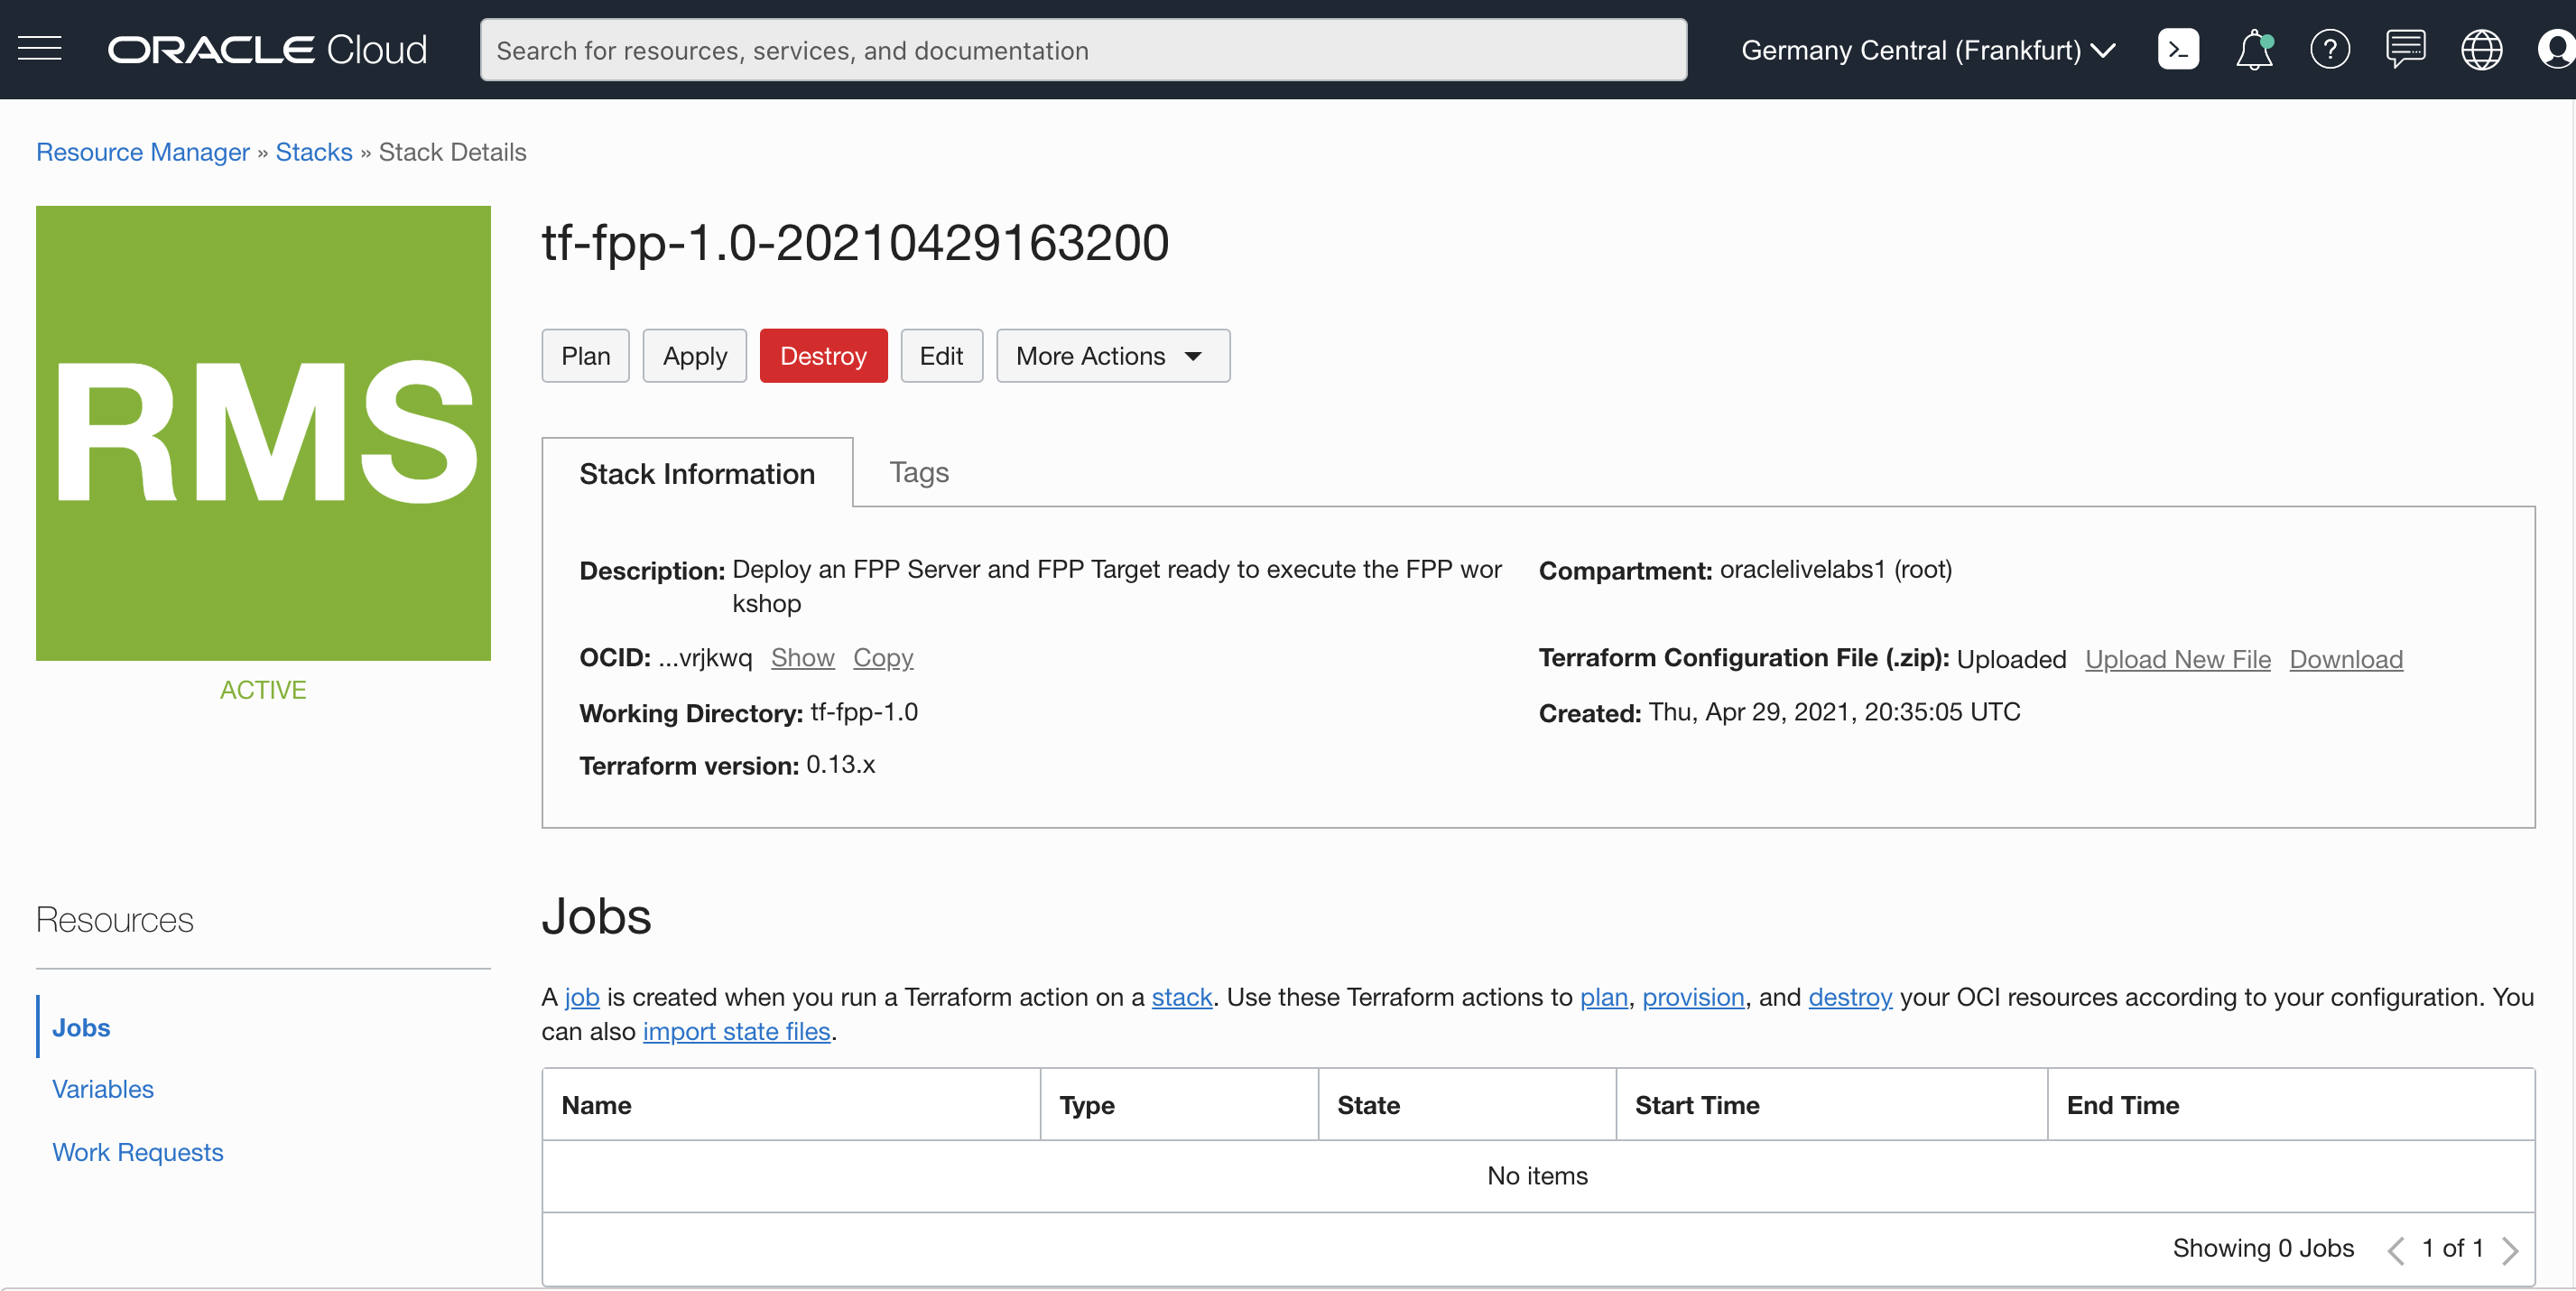 ORACLE Cloud
Search for resources, services, and documentation
Germany Central (Frankfurt)
Resource Manager » Stacks » Stack Details
RMS
ACTIVE
tf-fpp-1.0-20210429163200
Plan Apply Destroy Edit More Actions
Stack Information Tags
Description: Deploy an FPP Server and FPP Target ready to execute the FPP wor
kshop
Compartment: oraclelivelabs1 (root)
OCID: ...vrjkwq Show Copy
Terraform Configuration File (.zip): Uploaded Upload New File Download
Working Directory: tf-fpp-1.0
Created: Thu, Apr 29, 2021, 20:35:05 UTC
Terraform version: 0.13.x
Resources
Jobs
Variables
Work Requests
Jobs
A job is created when you run a Terraform action on a stack. Use these Terraform actions to plan, provision, and destroy your OCI resources according to your configuration. You
can also import state files.
Name Type State Start Time End Time
No items
Showing 0 Jobs 1 of 1